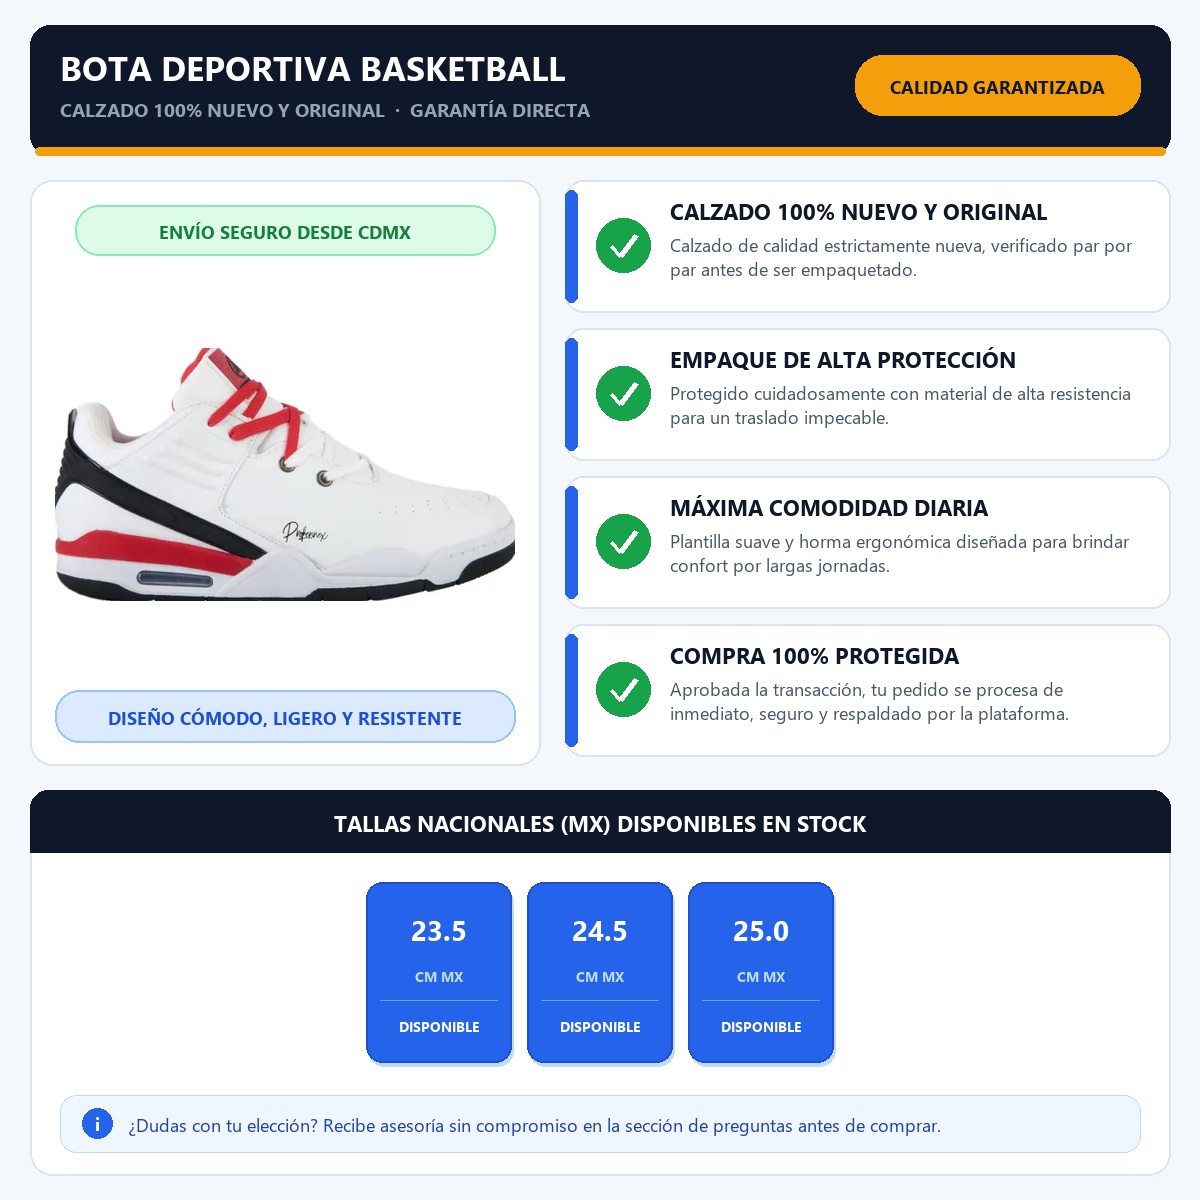 BOTA DEPORTIVA BASKETBALL
CALZADO 100% NUEVO Y ORIGINAL · GARANTÍA DIRECTA
CALIDAD GARANTIZADA
ENVÍO SEGURO DESDE CDMX
DISEÑO CÓMODO, LIGERO Y RESISTENTE
CALZADO 100% NUEVO Y ORIGINAL
Calzado de calidad estrictamente nueva, verificado par por
par antes de ser empaquetado.
EMPAQUE DE ALTA PROTECCIÓN
Protegido cuidadosamente con material de alta resistencia
para un traslado impecable.
MÁXIMA COMODIDAD DIARIA
Plantilla suave y horma ergonómica diseñada para brindar
confort por largas jornadas.
COMPRA 100% PROTEGIDA
Aprobada la transacción, tu pedido se procesa de
inmediato, seguro y respaldado por la plataforma.
TALLAS NACIONALES (MX) DISPONIBLES EN STOCK
23.5
CM MX
DISPONIBLE
24.5
CM MX
DISPONIBLE
25.0
CM MX
DISPONIBLE
¿Dudas con tu elección? Recibe asesoría sin compromiso en la sección de preguntas antes de comprar.